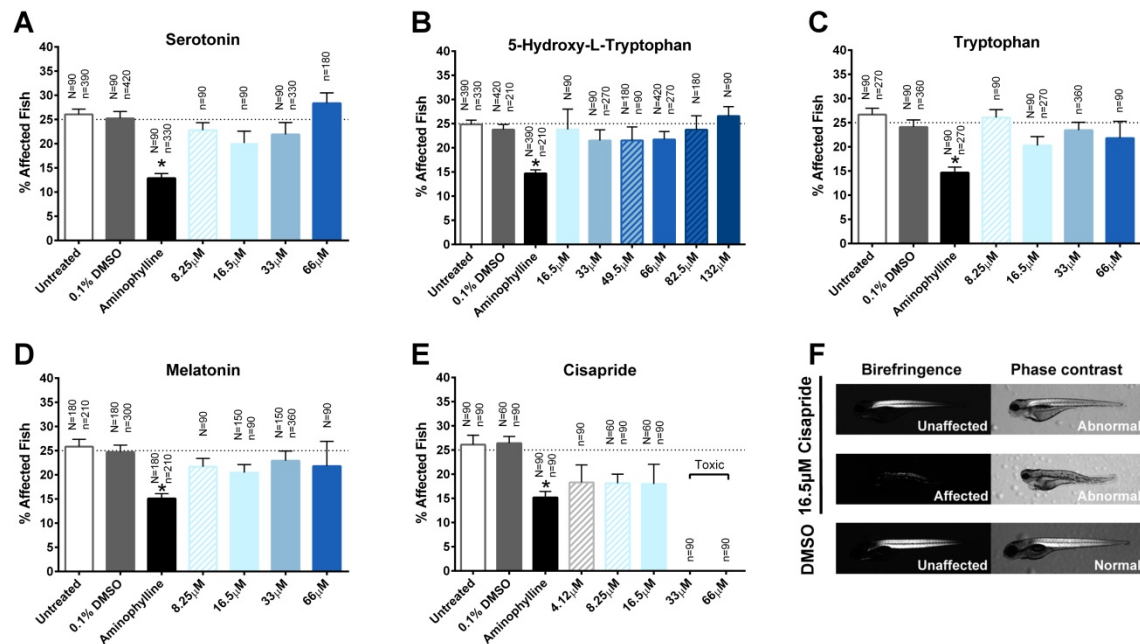 A
Serotonin
% Affected Fish
40
35
30
25
20
15
10
5
0
N=90
n=390
N=90
n=420
N=90
n=330
*
n=90
n=90
N=90
n=330
n=180
Untreated
0.1% DMSO
Aminophylline
8.25µM
16.5µM
33µM
66µM
B
5-Hydroxy-L-Tryptophan
% Affected Fish
40
35
30
25
20
15
10
5
0
N=390
n=330
N=420
n=210
N=390
n=210
*
N=90
N=90
n=270
N=180
n=90
N=420
n=270
N=180
N=90
Untreated
0.1% DMSO
Aminophylline
16.5µM
33µM
49.5µM
66µM
82.5µM
132µM
C
Tryptophan
% Affected Fish
40
35
30
25
20
15
10
5
0
N=90
n=270
N=90
n=360
N=90
n=270
*
n=90
N=90
n=270
n=360
n=90
Untreated
0.1% DMSO
Aminophylline
8.25µM
16.5µM
33µM
66µM
D
Melatonin
% Affected Fish
40
35
30
25
20
15
10
5
0
N=180
n=210
N=180
n=300
N=180
n=210
*
N=90
N=150
n=90
N=150
n=360
N=90
Untreated
0.1% DMSO
Aminophylline
8.25µM
16.5µM
33µM
66µM
E
Cisapride
% Affected Fish
40
35
30
25
20
15
10
5
0
N=90
n=90
N=60
n=90
N=90
n=90
*
n=90
N=60
n=90
N=60
n=90
Toxic
n=90
n=90
Untreated
0.1% DMSO
Aminophylline
4.12µM
8.25µM
16.5µM
33µM
66µM
F
Birefringence
Phase contrast
16.5µM Cisapride
Unaffected
Abnormal
Affected
Abnormal
DMSO
Unaffected
Normal